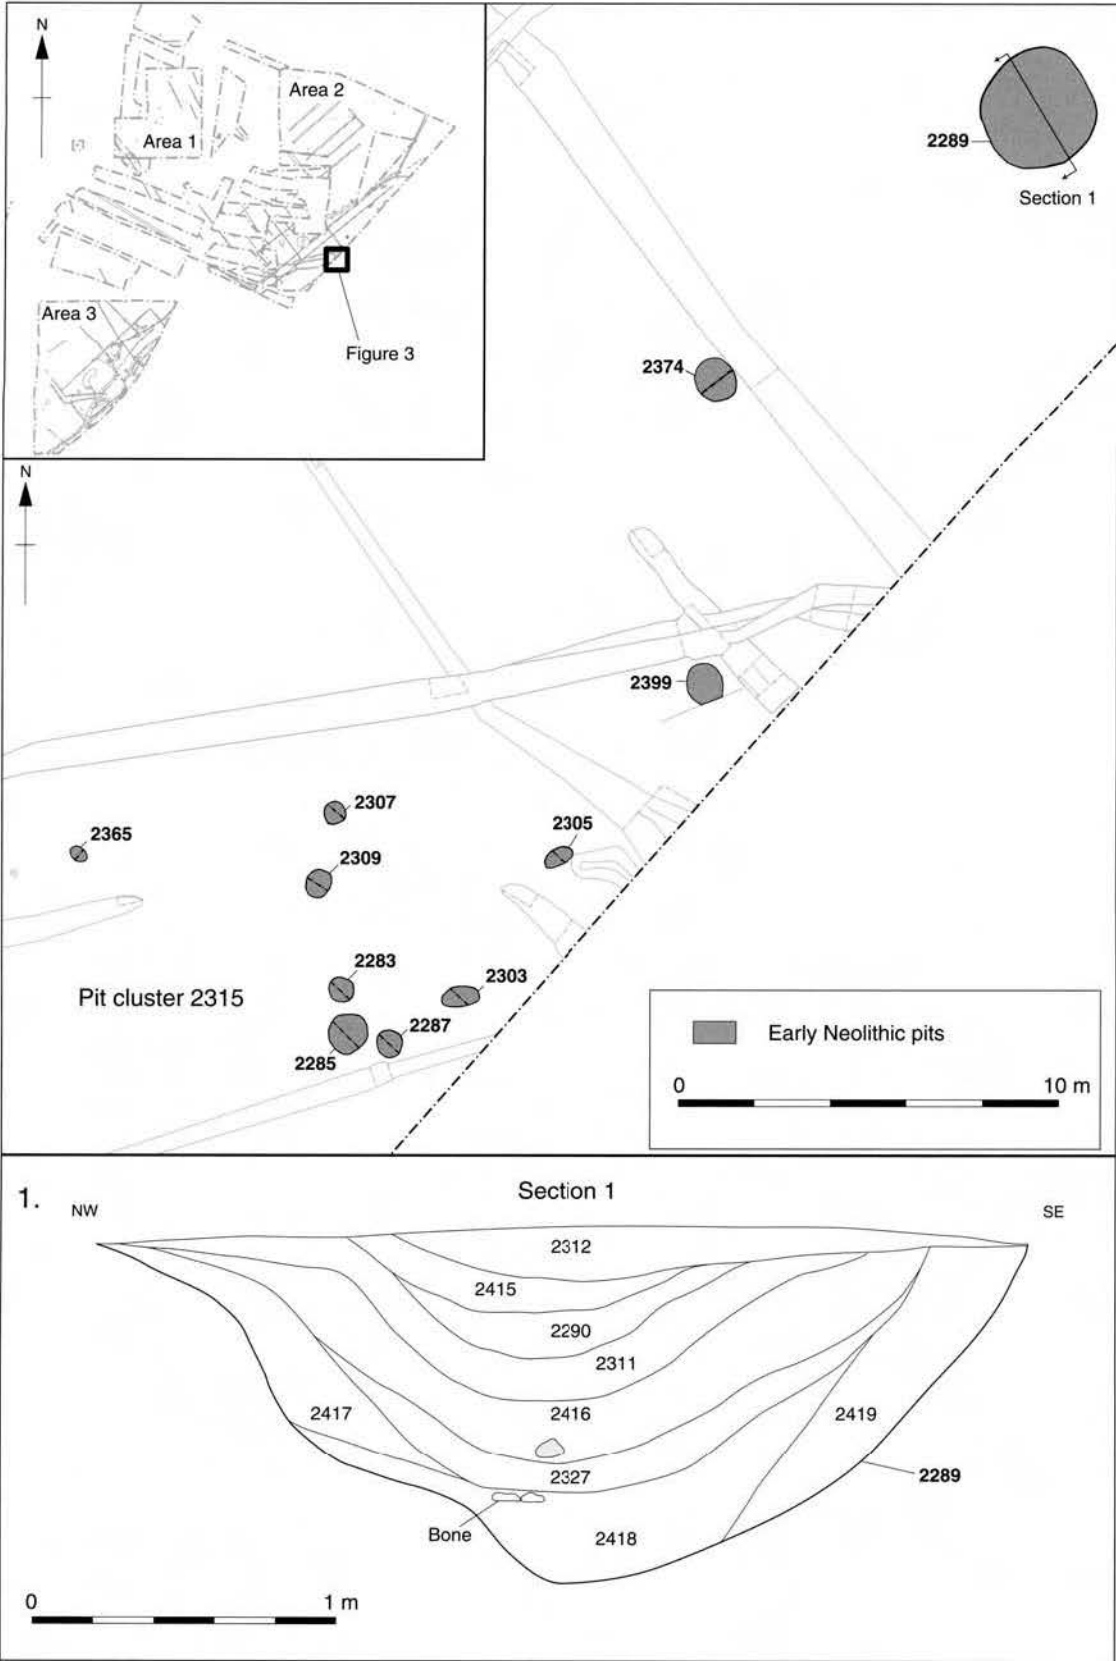 N
Area 2
Area 1
Area 3
Figure 3
2289
Section 1
2374
N
2399
2307
2365
2305
2309
2283
2303
Pit cluster 2315
2287
2285
Early Neolithic pits
0 10 m
1.
Section 1
NW
SE
2312
2415
2290
2311
2417
2416
2419
2327
2289
Bone
2418
0 1 m